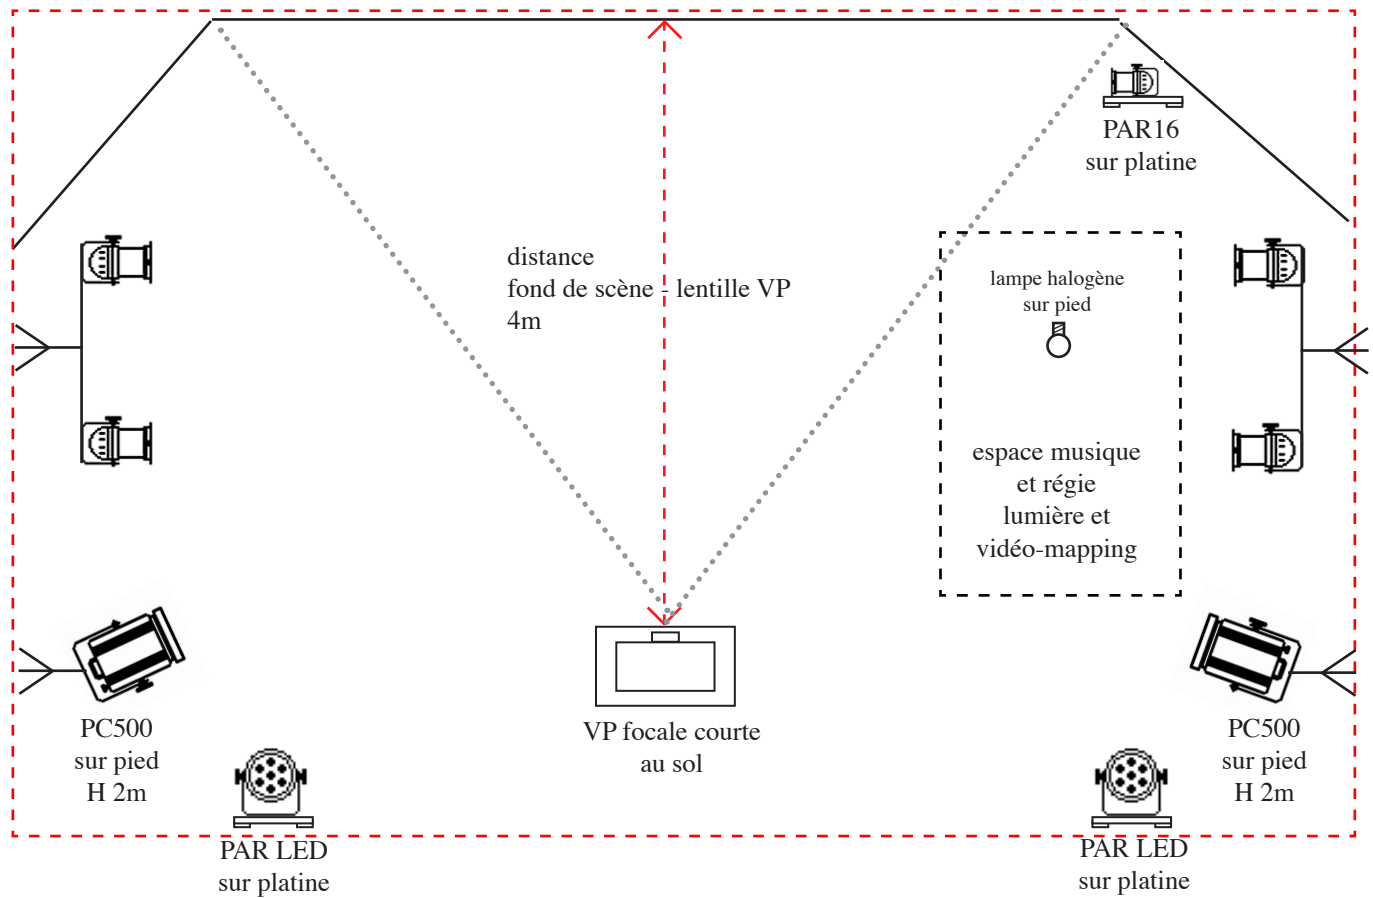 PAR16
sur platine
distance
fond de scène - lentille VP
4m
lampe halogène
sur pied
espace musique
et régie
lumière et
vidéo-mapping
PC500
sur pied
H 2m
VP focale courte
au sol
PC500
sur pied
H 2m
PAR LED
sur platine
PAR LED
sur platine